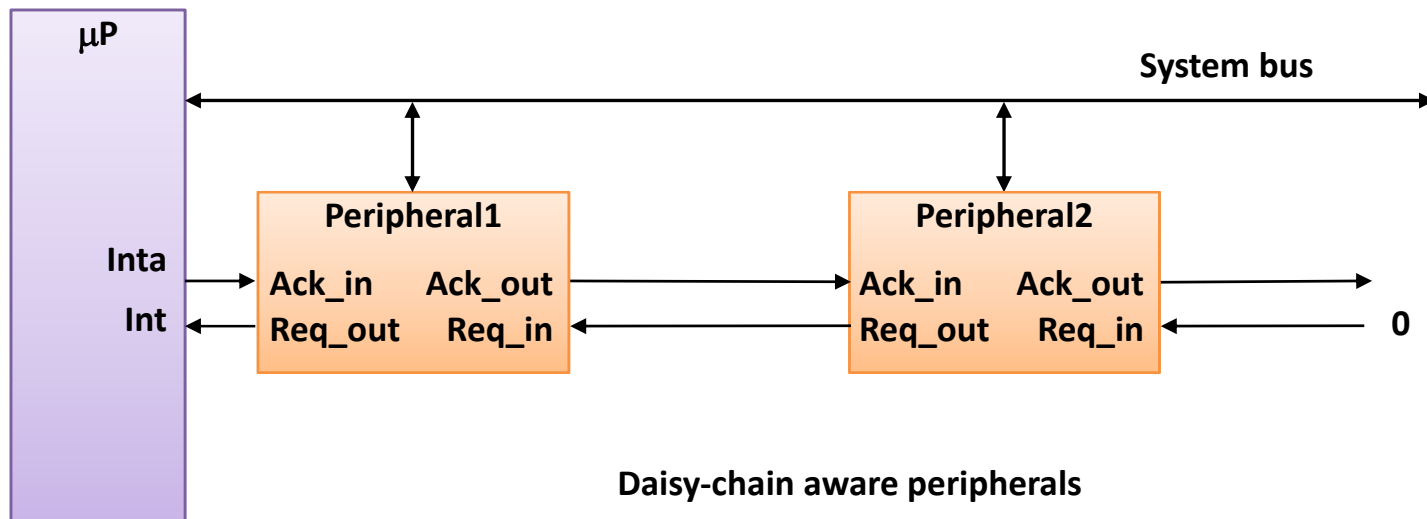 μP
System bus
Peripheral1
Peripheral2
Inta
Ack_in
Ack_out
Ack_in
Ack_out
Int
Req_out
Req_in
Req_out
Req_in
0
Daisy-chain aware peripherals